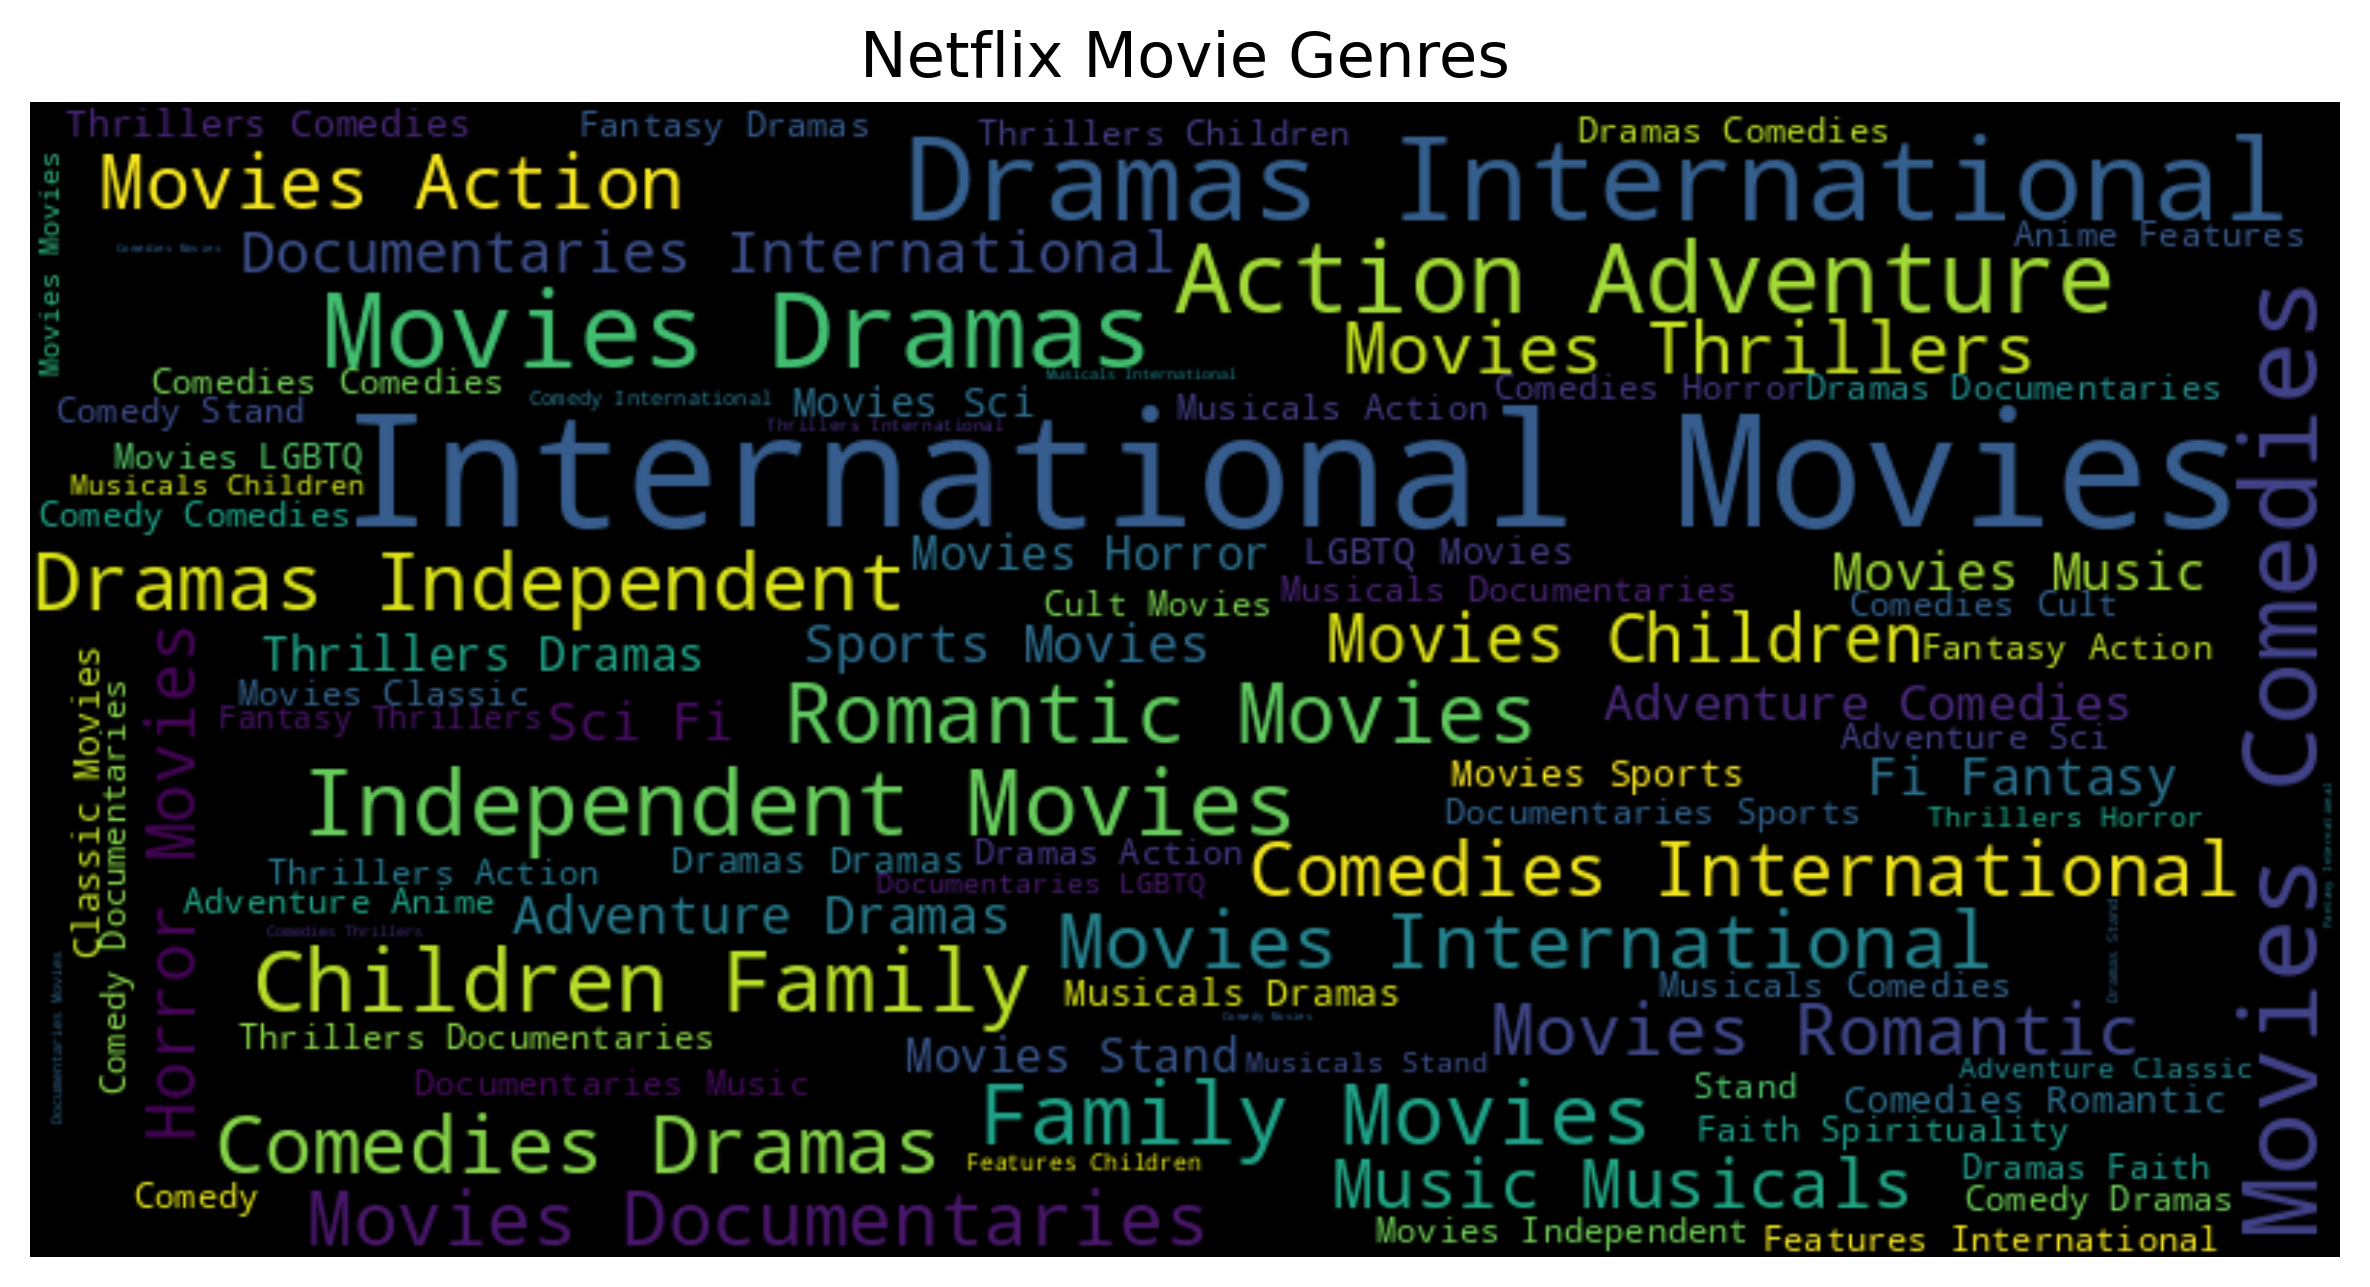 Netflix Movie Genres
Thrillers Comedies
Fantasy Dramas
Thrillers Children
Dramas Comedies
Movies Action
Dramas International
Movies Movies
Comedies Movies
Documentaries International
Anime Features
Action Adventure
Movies Dramas
Movies Thrillers
Musicals International
Comedies Comedies
Comedy International
Movies Sci
Musicals Action
Comedies Horror
Dramas Documentaries
Comedy Stand
Thrillers International
Movies LGBTQ
International Movies
Musicals Children
Comedy Comedies
Movies Comedies
Dramas Independent
Movies Horror
LGBTQ Movies
Movies Music
Musicals Documentaries
Cult Movies
Comedies Cult
Thrillers Dramas
Sports Movies
Movies Children
Fantasy Action
Classic Movies
Comedy Documentaries
Horror Movies
Movies Classic
Fantasy Thrillers
Sci Fi
Romantic Movies
Adventure Comedies
Adventure Sci
Independent Movies
Movies Sports
Fi Fantasy
Documentaries Sports
Thrillers Horror
Fantasy International
Thrillers Action
Dramas Dramas
Dramas Action
Comedies International
Documentaries LGBTQ
Adventure Anime
Adventure Dramas
Comedies Thrillers
Movies International
Dramas Stand
Documentaries Movies
Children Family
Musicals Dramas
Musicals Comedies
Comedy Movies
Thrillers Documentaries
Movies Stand
Musicals Stand
Movies Romantic
Adventure Classic
Documentaries Music
Family Movies
Stand
Comedies Romantic
Comedies Dramas
Faith Spirituality
Features Children
Music Musicals
Dramas Faith
Comedy
Comedy Dramas
Movies Documentaries
Movies Independent
Features International